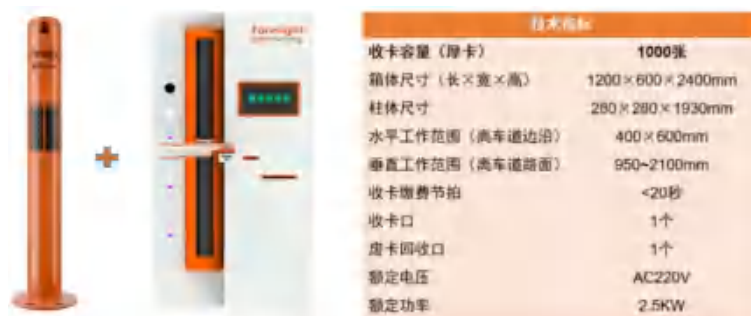 Foresight
技术指标
收卡容量（厚卡） 1000张
箱体尺寸（长×宽×高） 1200×600×2400mm
柱体尺寸 280×280×1930mm
水平工作范围（离车道边沿） 400×600mm
垂直工作范围（离车道路面） 950~2100mm
收卡缴费节拍 <20秒
收卡口 1个
废卡回收口 1个
额定电压 AC220V
额定功率 2.5KW